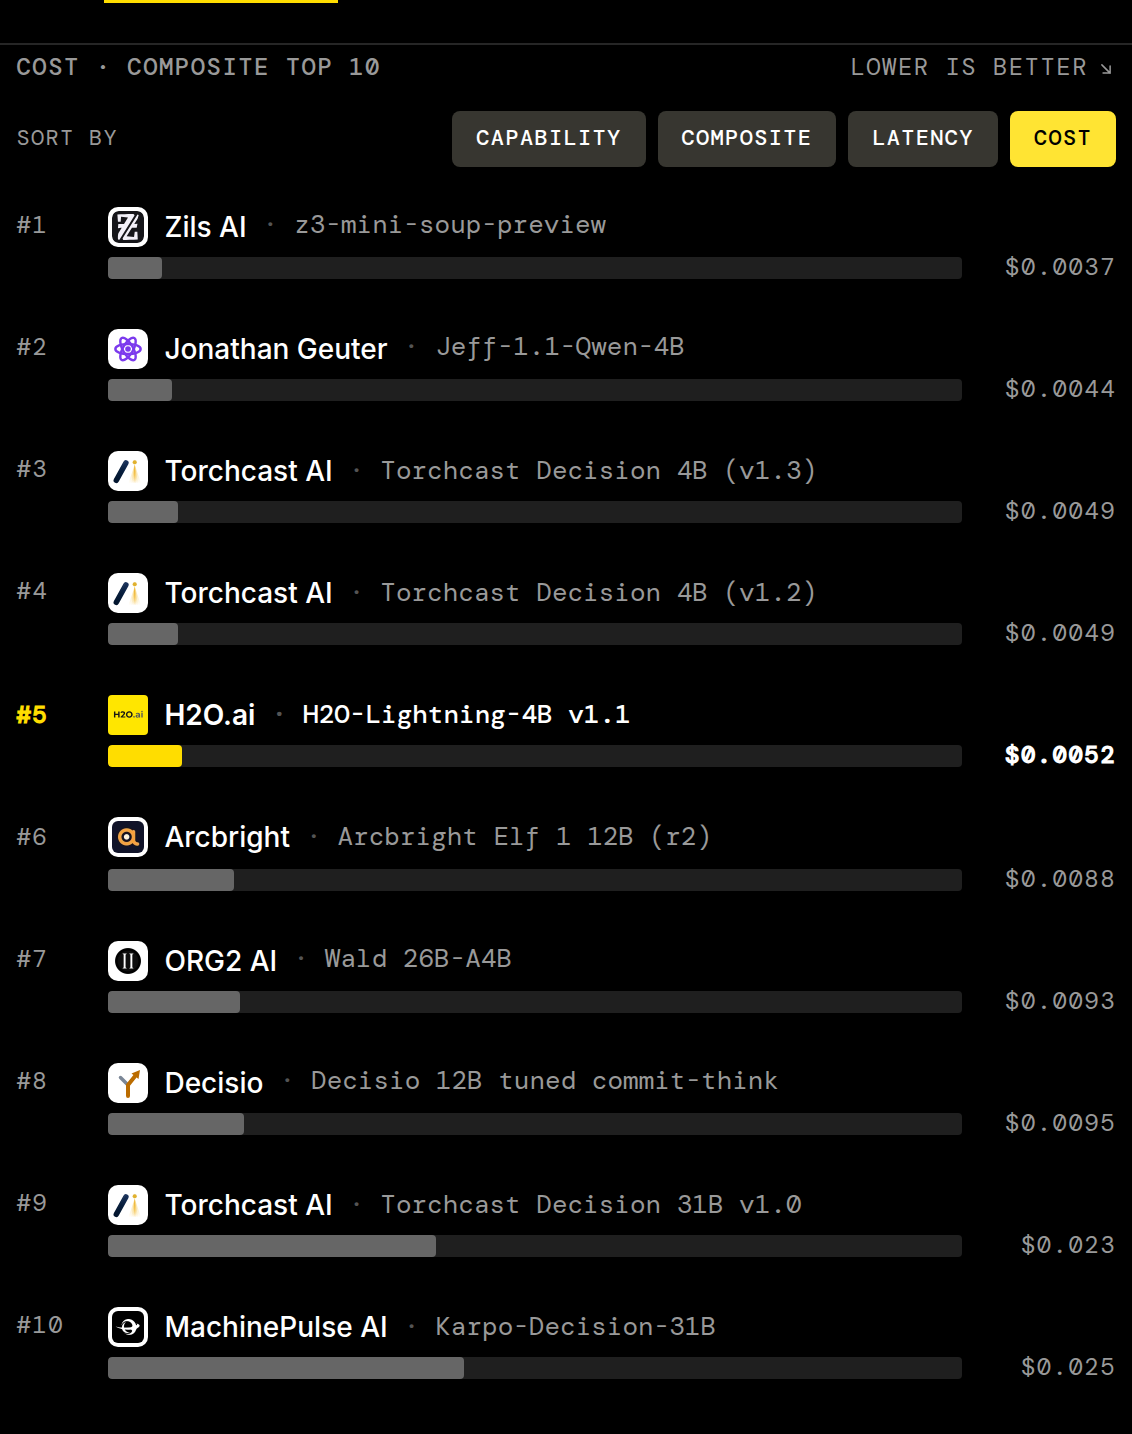 COST · COMPOSITE TOP 10
LOWER IS BETTER ↘
SORT BY
CAPABILITY
COMPOSITE
LATENCY
COST
#1 Zils AI · z3-mini-soup-preview
$0.0037
#2 Jonathan Geuter · Jeff-1.1-Qwen-4B
$0.0044
#3 Torchcast AI · Torchcast Decision 4B (v1.3)
$0.0049
#4 Torchcast AI · Torchcast Decision 4B (v1.2)
$0.0049
#5 H2O.ai H2O.ai · H2O-Lightning-4B v1.1
$0.0052
#6 Arcbright · Arcbright Elf 1 12B (r2)
$0.0088
#7 ORG2 AI · Wald 26B-A4B
$0.0093
#8 Decisio · Decisio 12B tuned commit-think
$0.0095
#9 Torchcast AI · Torchcast Decision 31B v1.0
$0.023
#10 MachinePulse AI · Karpo-Decision-31B
$0.025